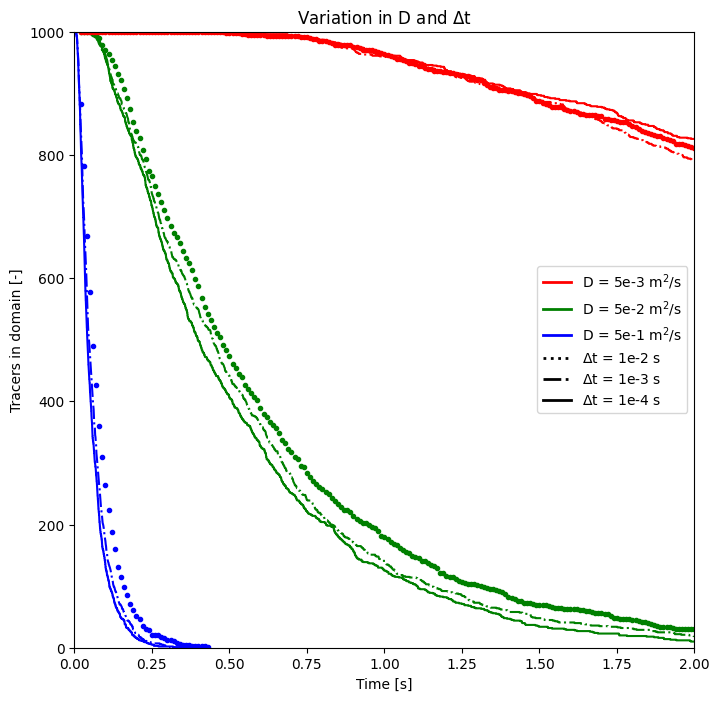 Variation in D and Δt
1000
800
600
400
200
0
Tracers in domain [-]
D = 5e-3 m²/s
D = 5e-2 m²/s
D = 5e-1 m²/s
Δt = 1e-2 s
Δt = 1e-3 s
Δt = 1e-4 s
0.00 0.25 0.50 0.75 1.00 1.25 1.50 1.75 2.00
Time [s]